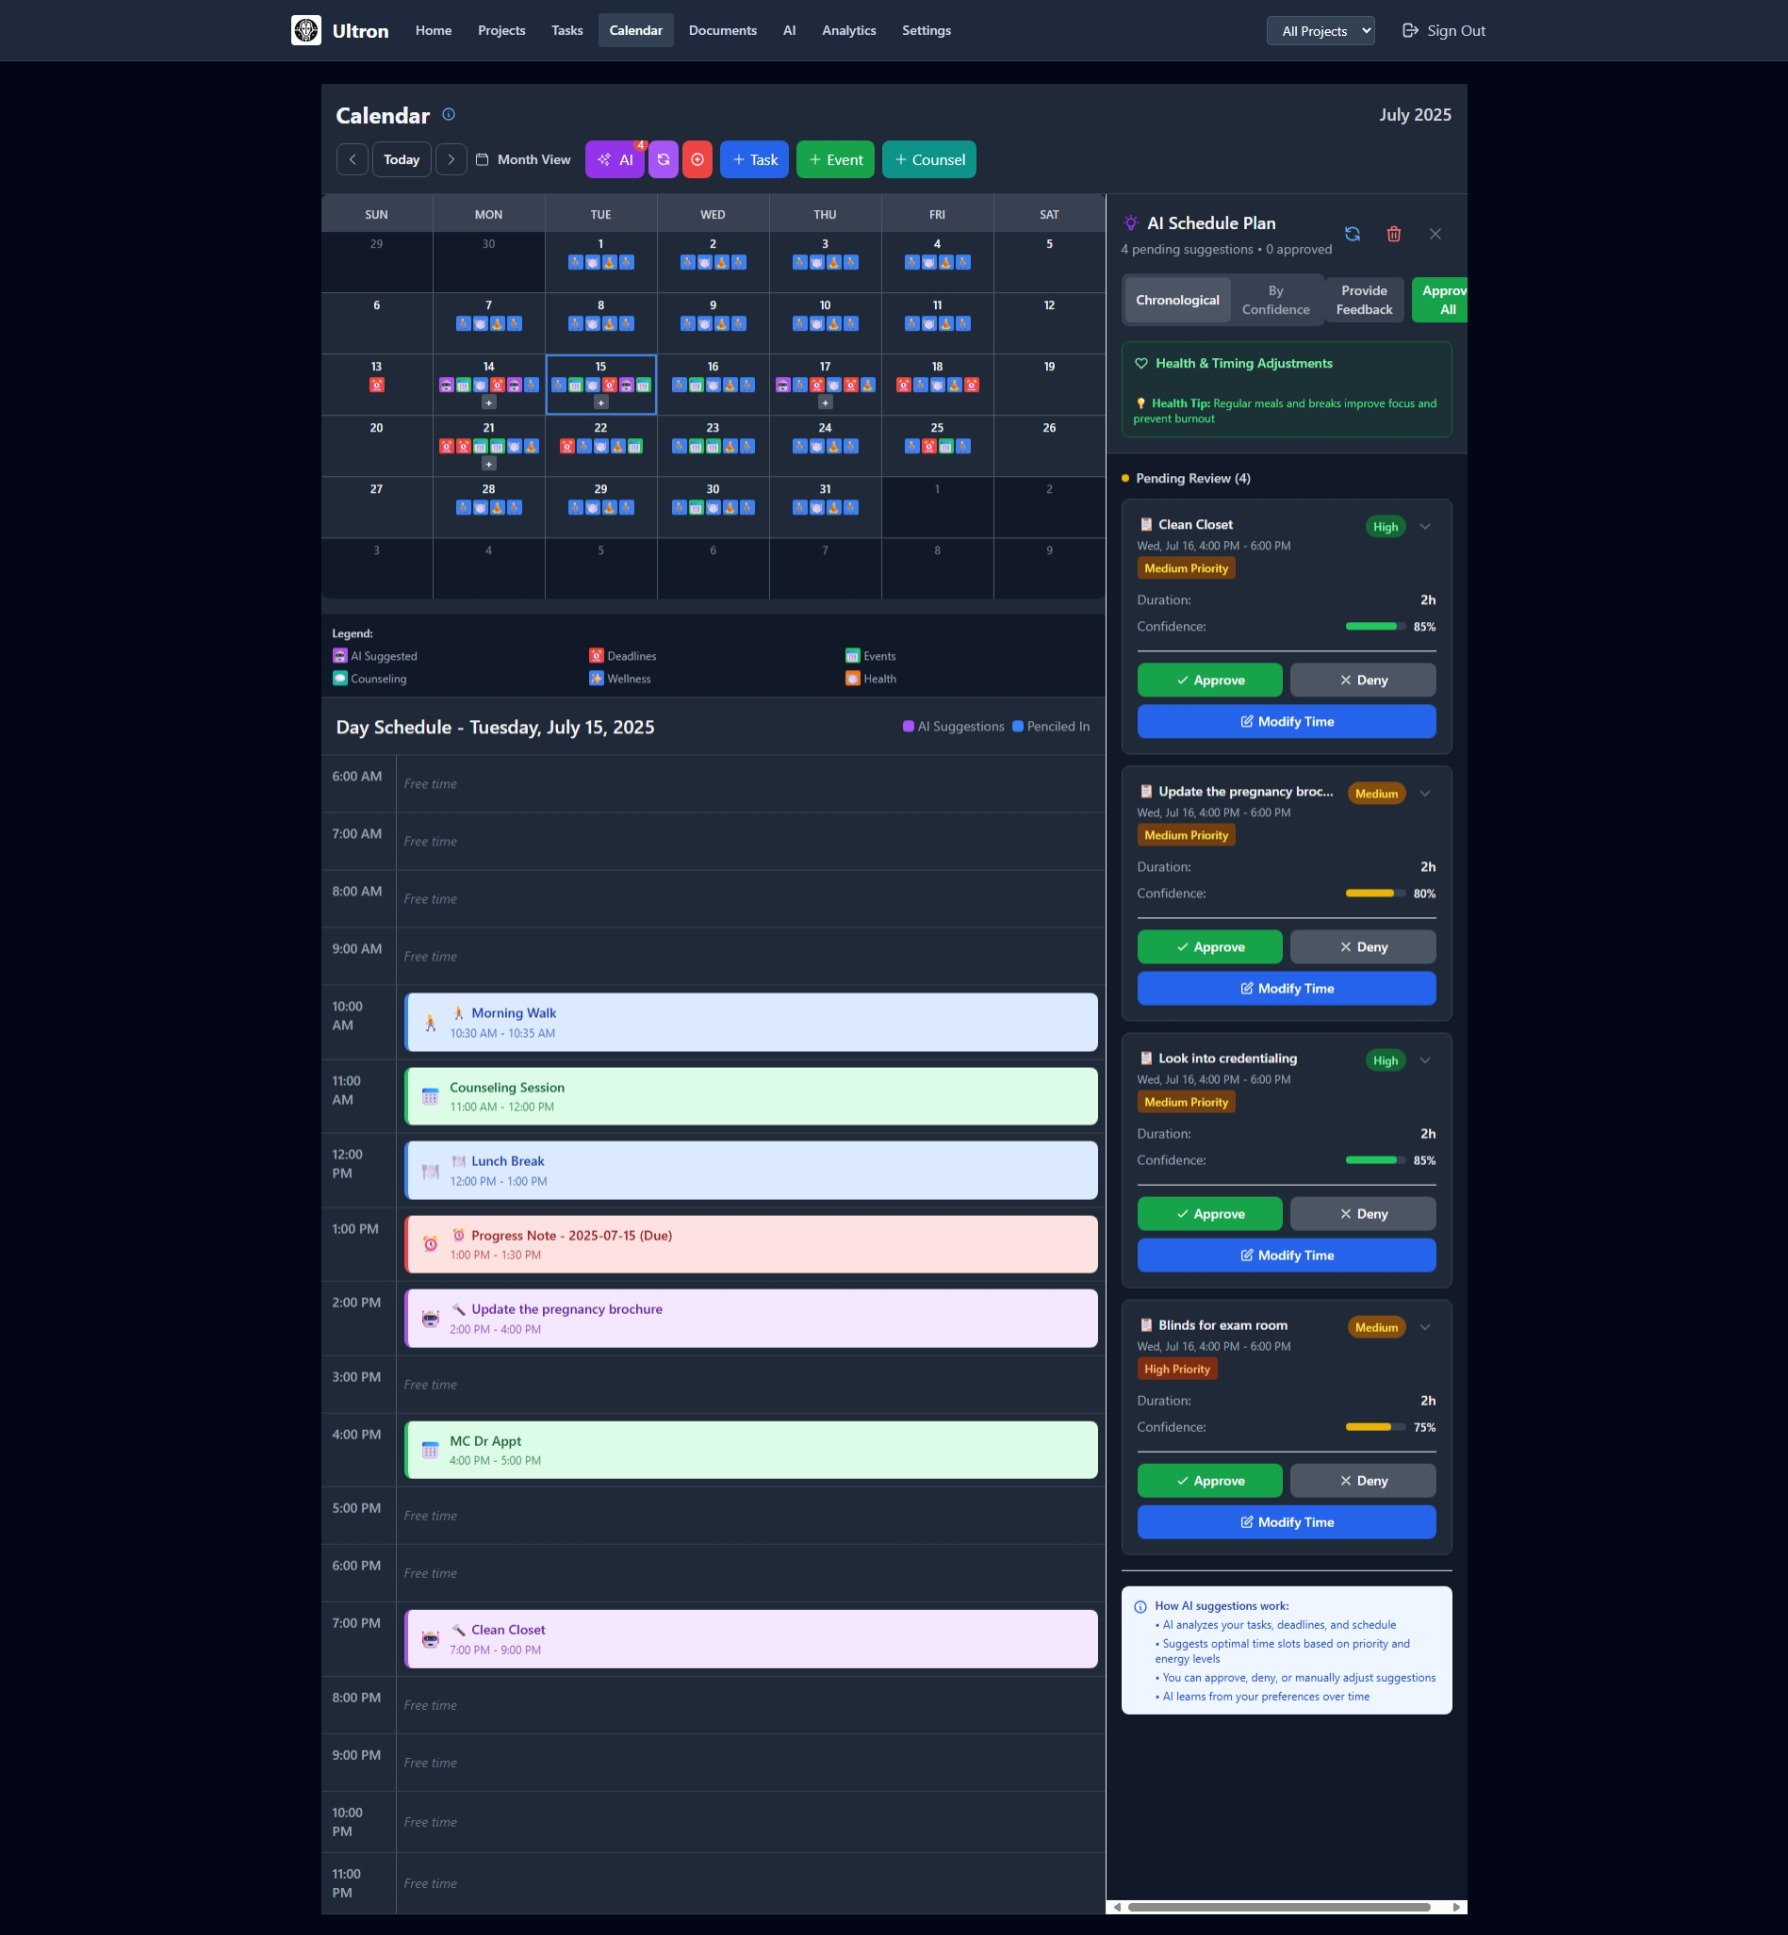 Ultron
Home
Projects
Tasks
Calendar
Documents
AI
Analytics
Settings
All Projects
Sign Out
Calendar
July 2025
Today
Month View
AI
4
+ Task
+ Event
+ Counsel
SUN MON TUE WED THU FRI SAT
29 30 1 2 3 4 5
6 7 8 9 10 11 12
13 14 15 16 17 18 19
+ + +
20 21 22 23 24 25 26
+
27 28 29 30 31 1 2
3 4 5 6 7 8 9
Legend:
AI Suggested
Deadlines
Events
Counseling
Wellness
Health
Day Schedule - Tuesday, July 15, 2025
AI Suggestions
Penciled In
6:00 AM
Free time
7:00 AM
Free time
8:00 AM
Free time
9:00 AM
Free time
10:00
AM
Morning Walk
10:30 AM - 10:35 AM
11:00
AM
Counseling Session
11:00 AM - 12:00 PM
12:00
PM
Lunch Break
12:00 PM - 1:00 PM
1:00 PM
Progress Note - 2025-07-15 (Due)
1:00 PM - 1:30 PM
2:00 PM
Update the pregnancy brochure
2:00 PM - 4:00 PM
3:00 PM
Free time
4:00 PM
MC Dr Appt
4:00 PM - 5:00 PM
5:00 PM
Free time
6:00 PM
Free time
7:00 PM
Clean Closet
7:00 PM - 9:00 PM
8:00 PM
Free time
9:00 PM
Free time
10:00
PM
Free time
11:00
PM
Free time
AI Schedule Plan
4 pending suggestions • 0 approved
Chronological
By
Confidence
Provide
Feedback
Approv
All
Health & Timing Adjustments
Health Tip: Regular meals and breaks improve focus and
prevent burnout
Pending Review (4)
Clean Closet
High
Wed, Jul 16, 4:00 PM - 6:00 PM
Medium Priority
Duration: 2h
Confidence: 85%
Approve
Deny
Modify Time
Update the pregnancy broc...
Medium
Wed, Jul 16, 4:00 PM - 6:00 PM
Medium Priority
Duration: 2h
Confidence: 80%
Approve
Deny
Modify Time
Look into credentialing
High
Wed, Jul 16, 4:00 PM - 6:00 PM
Medium Priority
Duration: 2h
Confidence: 85%
Approve
Deny
Modify Time
Blinds for exam room
Medium
Wed, Jul 16, 4:00 PM - 6:00 PM
High Priority
Duration: 2h
Confidence: 75%
Approve
Deny
Modify Time
How AI suggestions work:
• AI analyzes your tasks, deadlines, and schedule
• Suggests optimal time slots based on priority and
energy levels
• You can approve, deny, or manually adjust suggestions
• AI learns from your preferences over time